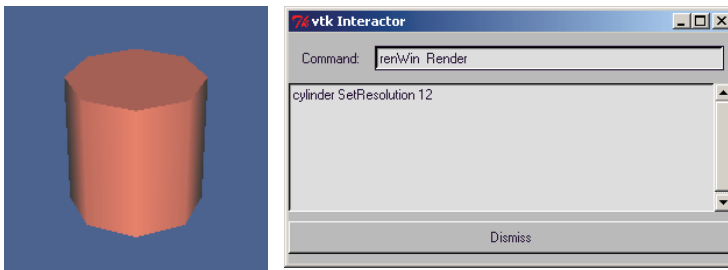 vtk Interactor
Command: renWin Render
cylinder SetResolution 12
Dismiss